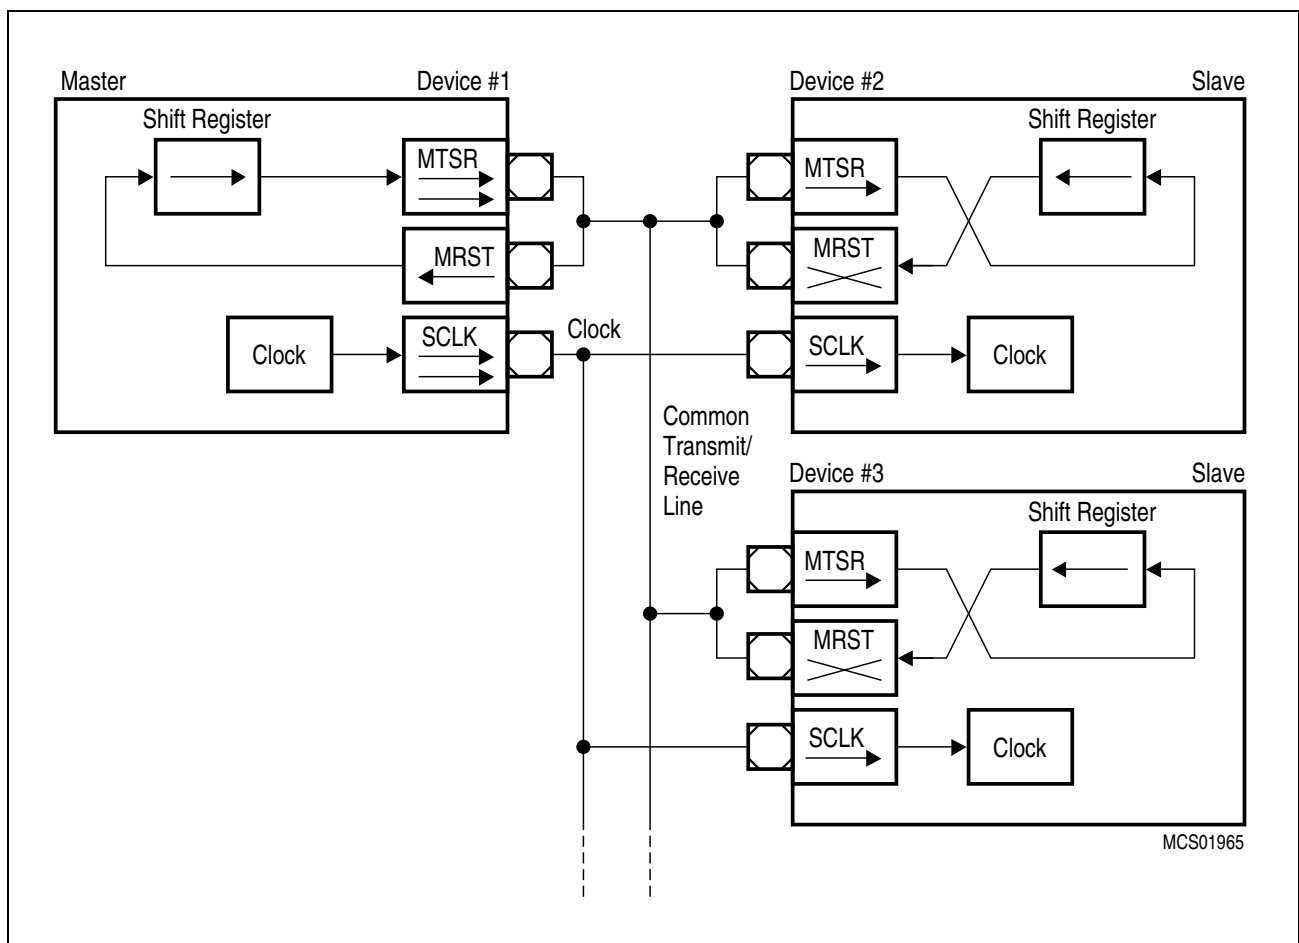 Master
Device #1
Shift Register
MTSR
MRST
SCLK
Clock
Clock
Common
Transmit/
Receive
Line
Device #2
Slave
Shift Register
MTSR
MRST
SCLK
Clock
Device #3
Slave
Shift Register
MTSR
MRST
SCLK
Clock
MCS01965